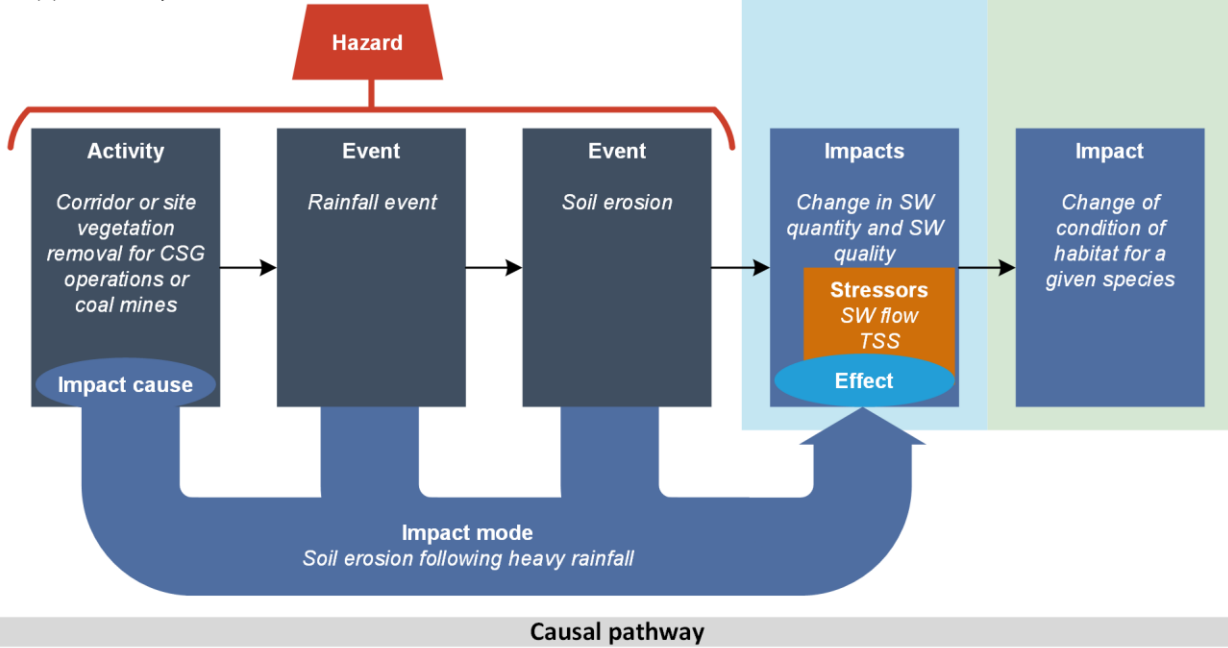 Hazard
Activity
Corridor or site
vegetation
removal for CSG
operations or
coal mines
Impact cause
Event
Rainfall event
Event
Soil erosion
Impacts
Change in SW
quantity and SW
quality
Stressors
SW flow
TSS
Effect
Impact
Change of
condition of
habitat for a
given species
Impact mode
Soil erosion following heavy rainfall
Causal pathway